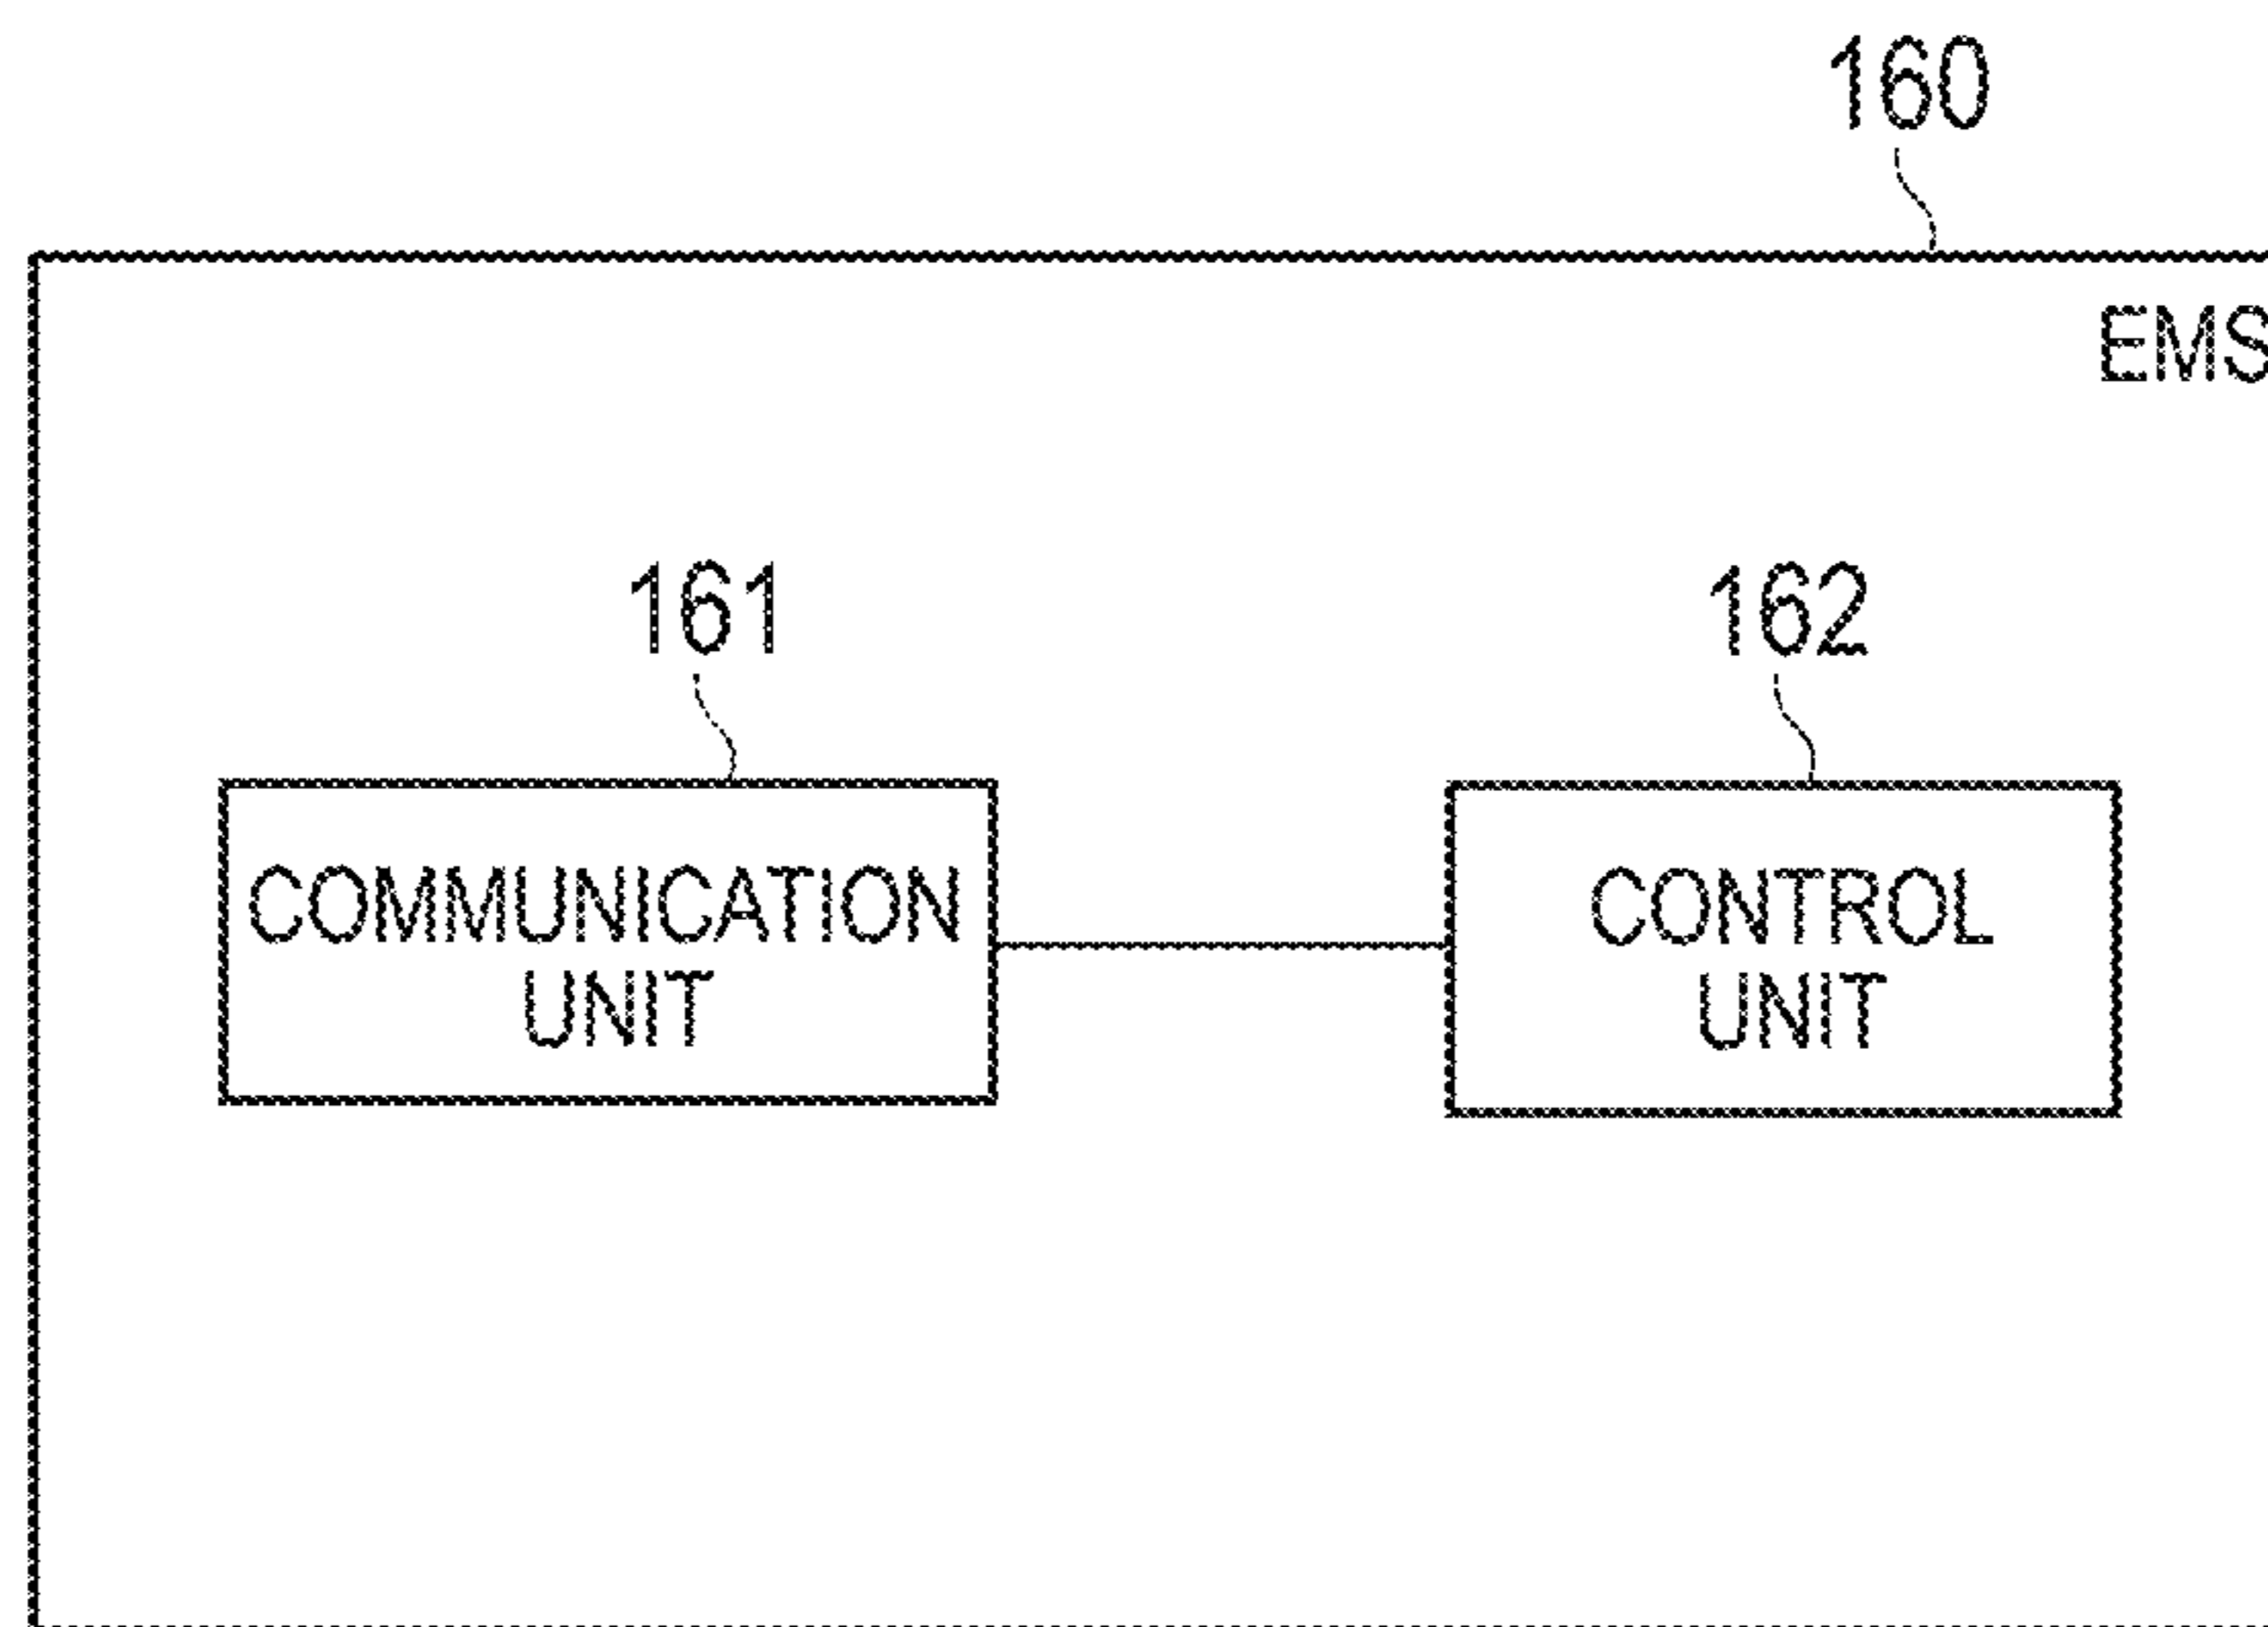 160
EMS
161
162
COMMUNICATION
UNIT
CONTROL
UNIT